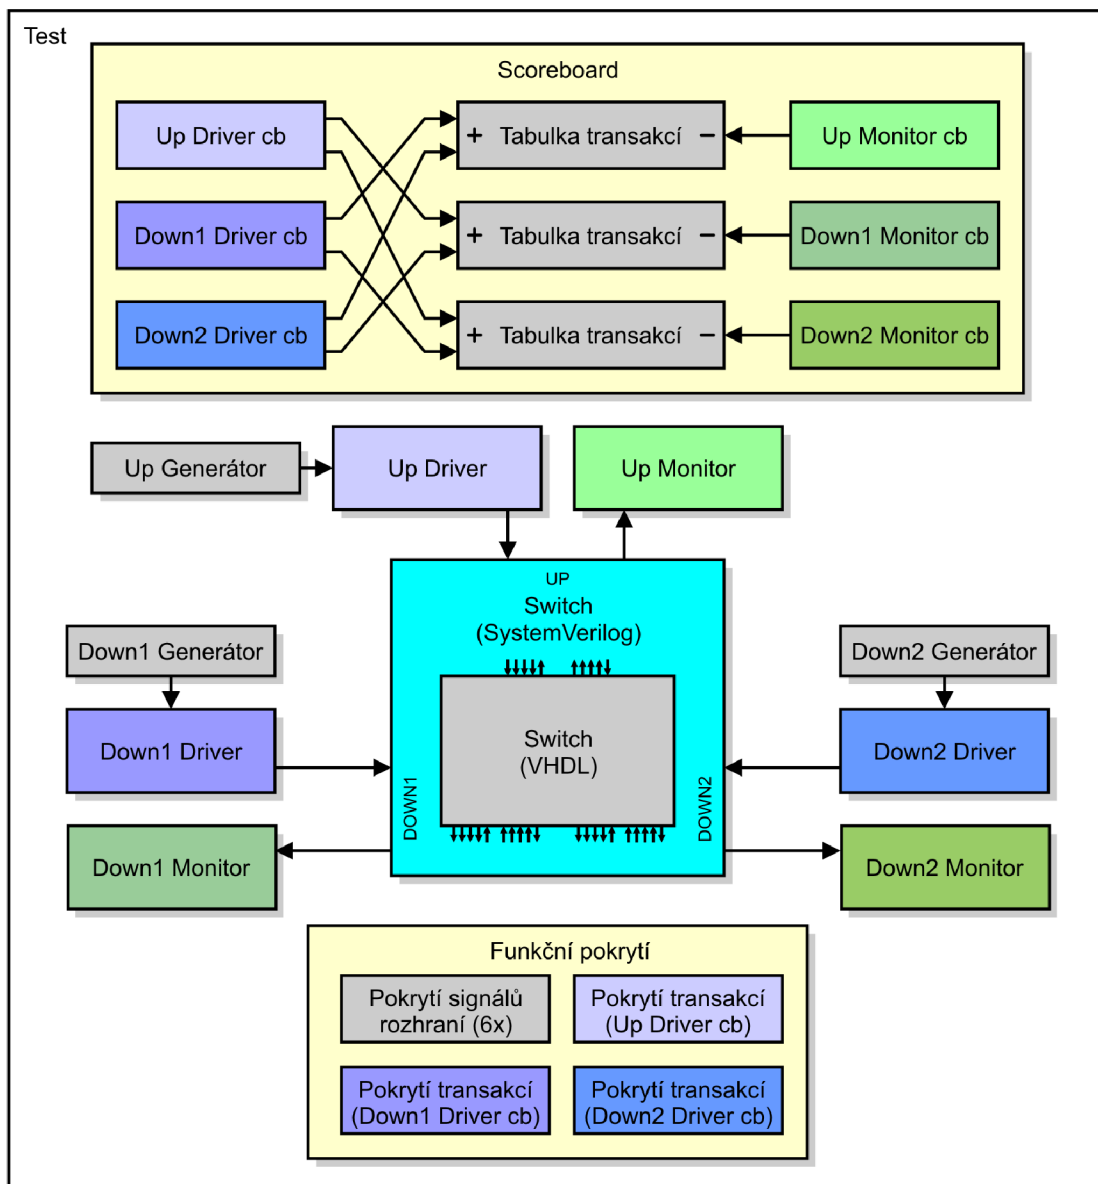 Test
Scoreboard
Up Driver cb
+ Tabulka transakcí −
Up Monitor cb
Down1 Driver cb
+ Tabulka transakcí −
Down1 Monitor cb
Down2 Driver cb
+ Tabulka transakcí −
Down2 Monitor cb
Up Generátor
Up Driver
Up Monitor
UP
Switch
(SystemVerilog)
Down1 Generátor
Down2 Generátor
Down1 Driver
Switch
(VHDL)
Down2 Driver
DOWN1
DOWN2
Down1 Monitor
Down2 Monitor
Funkční pokrytí
Pokrytí signálů
rozhraní (6x)
Pokrytí transakcí
(Up Driver cb)
Pokrytí transakcí
(Down1 Driver cb)
Pokrytí transakcí
(Down2 Driver cb)